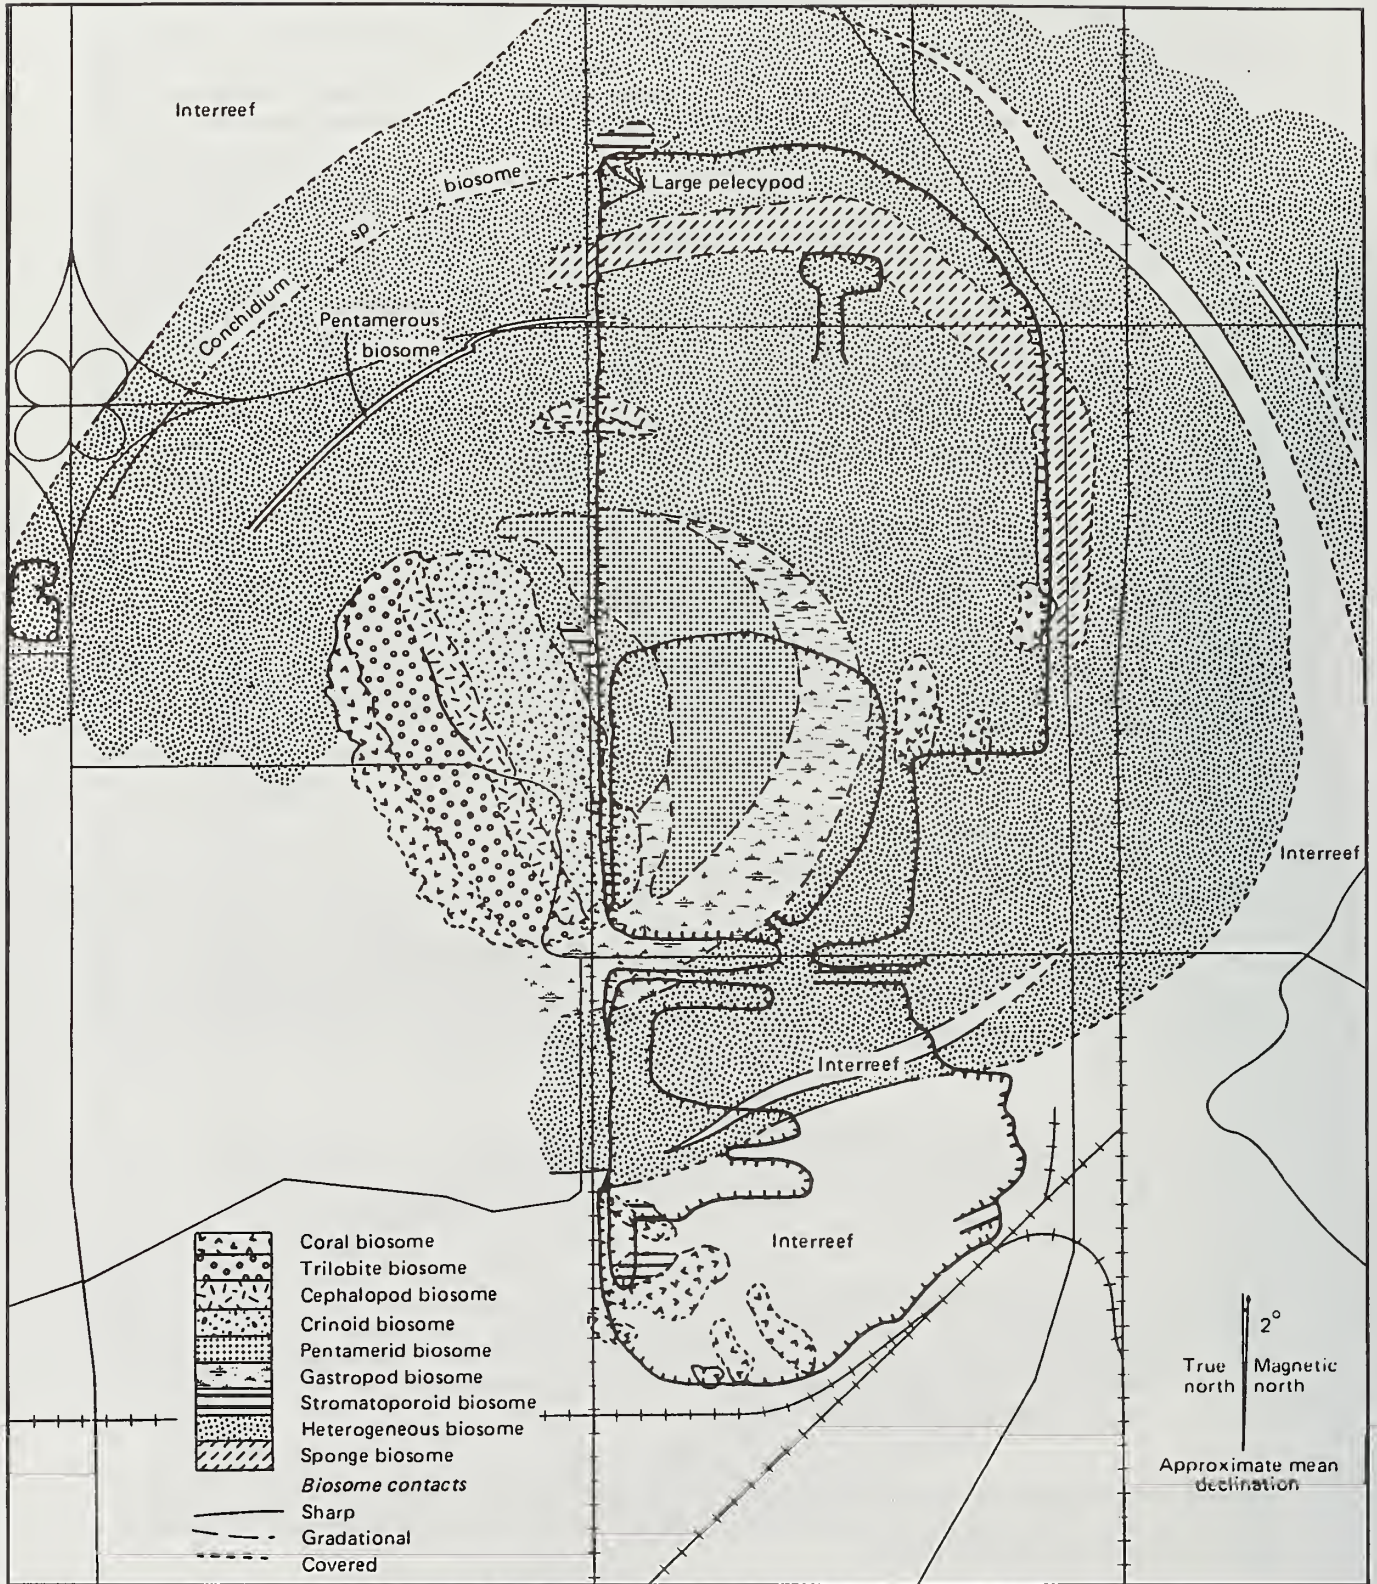 Interreef
biosome
sp
Conchidium
Large pelecypod
Pentamerous
biosome
Interreef
Interreef
Interreef
Coral biosome
Trilobite biosome
Cephalopod biosome
Crinoid biosome
Pentamerid biosome
Gastropod biosome
Stromatoporoid biosome
Heterogeneous biosome
Sponge biosome
Biosome contacts
Sharp
Gradational
Covered
2°
True Magnetic
north north
Approximate mean
declination